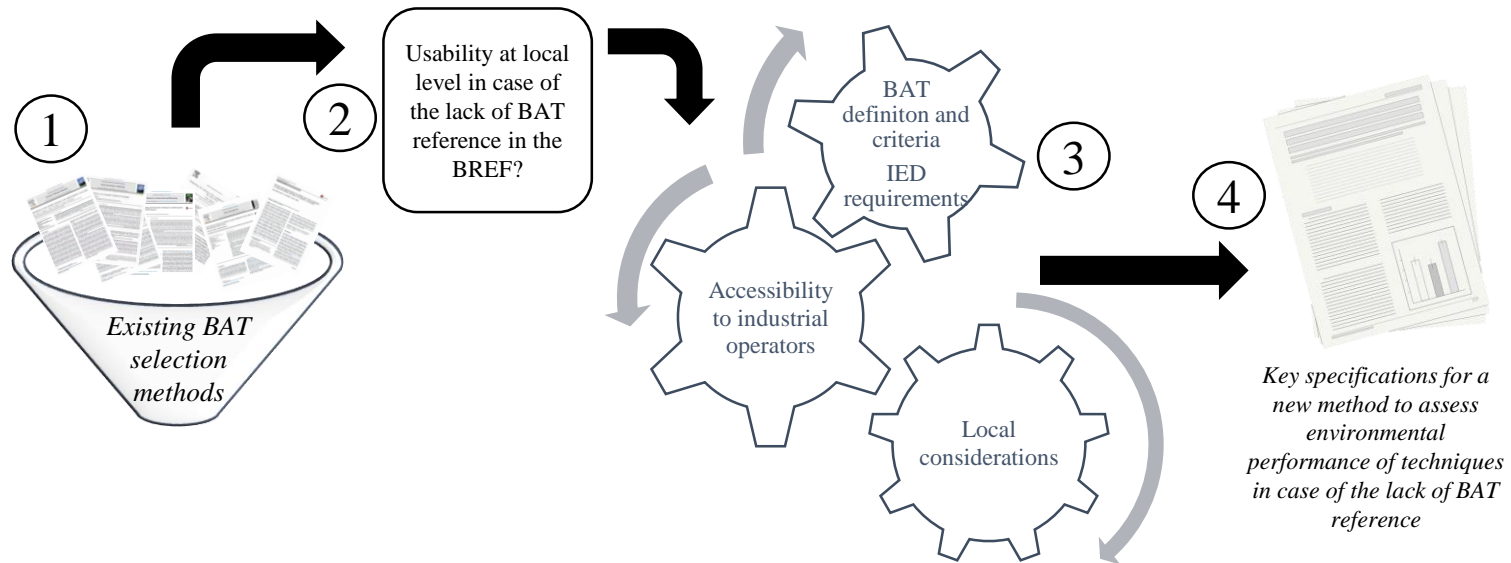 1
Existing BAT
selection
methods
2
Usability at local
level in case of
the lack of BAT
reference in the
BREF?
3
BAT
definiton and
criteria
IED
requirements
Accessibility
to industrial
operators
Local
considerations
4
Key specifications for a
new method to assess
environmental
performance of techniques
in case of the lack of BAT
reference